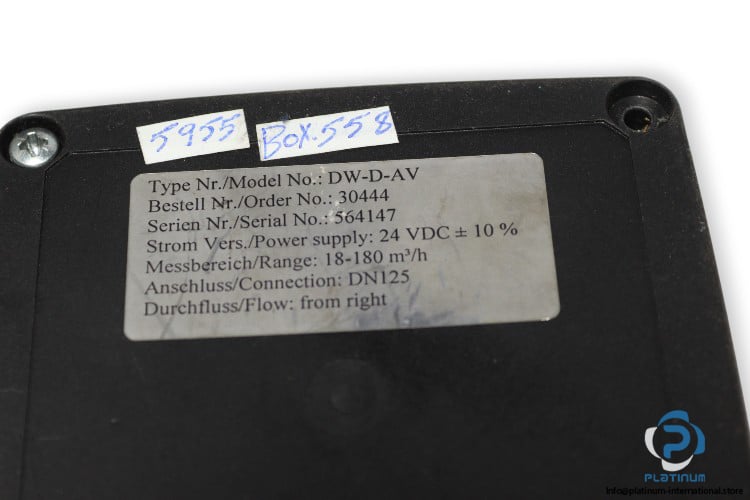 5955
Box.558
Type Nr./Model No.: DW-D-AV
Bestell Nr./Order No.: 30444
Serien Nr./Serial No.: 564147
Strom Vers./Power supply: 24 VDC ± 10 %
Messbereich/Range: 18-180 m³/h
Anschluss/Connection: DN125
Durchfluss/Flow: from right
PLATINUM
Info@platinum-international.store